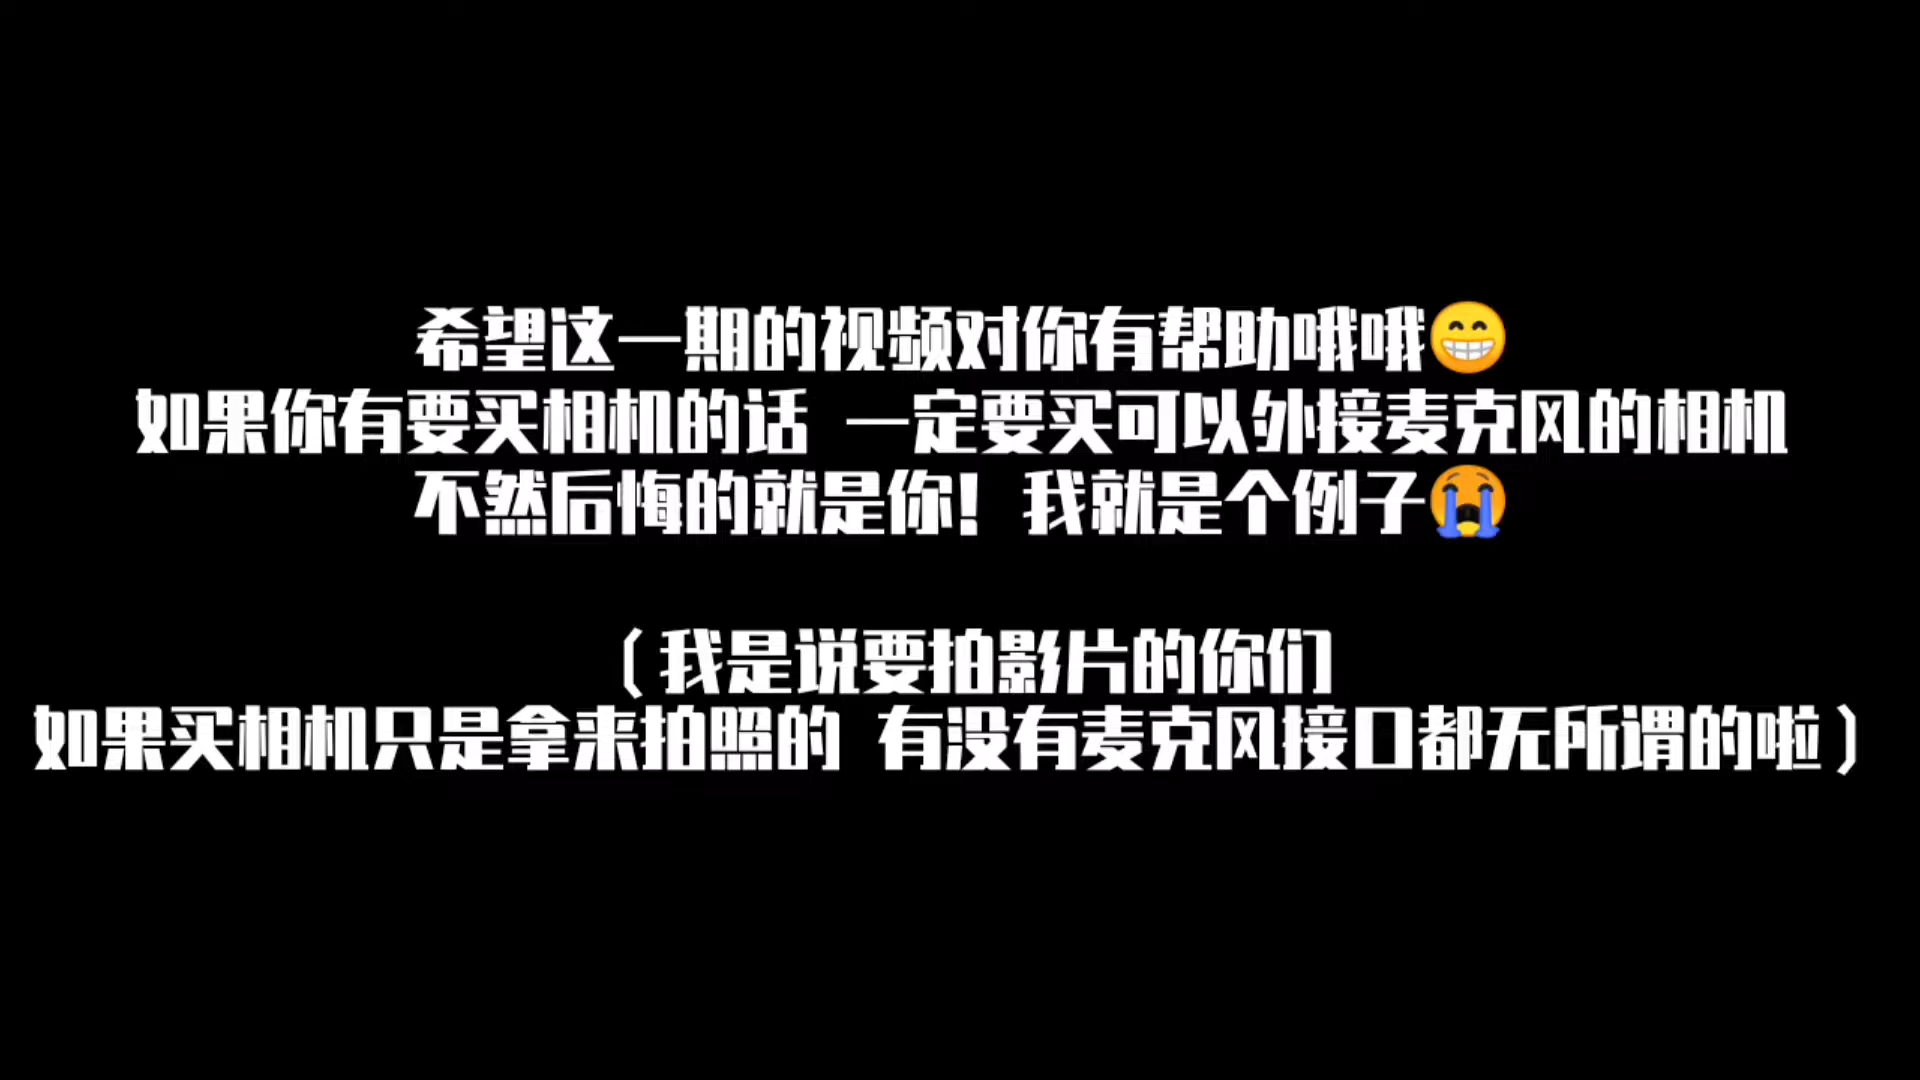 希望这一期的视频对你有帮助哦哦😁
如果你有要买相机的话 一定要买可以外接麦克风的相机
不然后悔的就是你！我就是个例子😭
（我是说要拍影片的你们
如果买相机只是拿来拍照的 有没有麦克风接口都无所谓的啦）